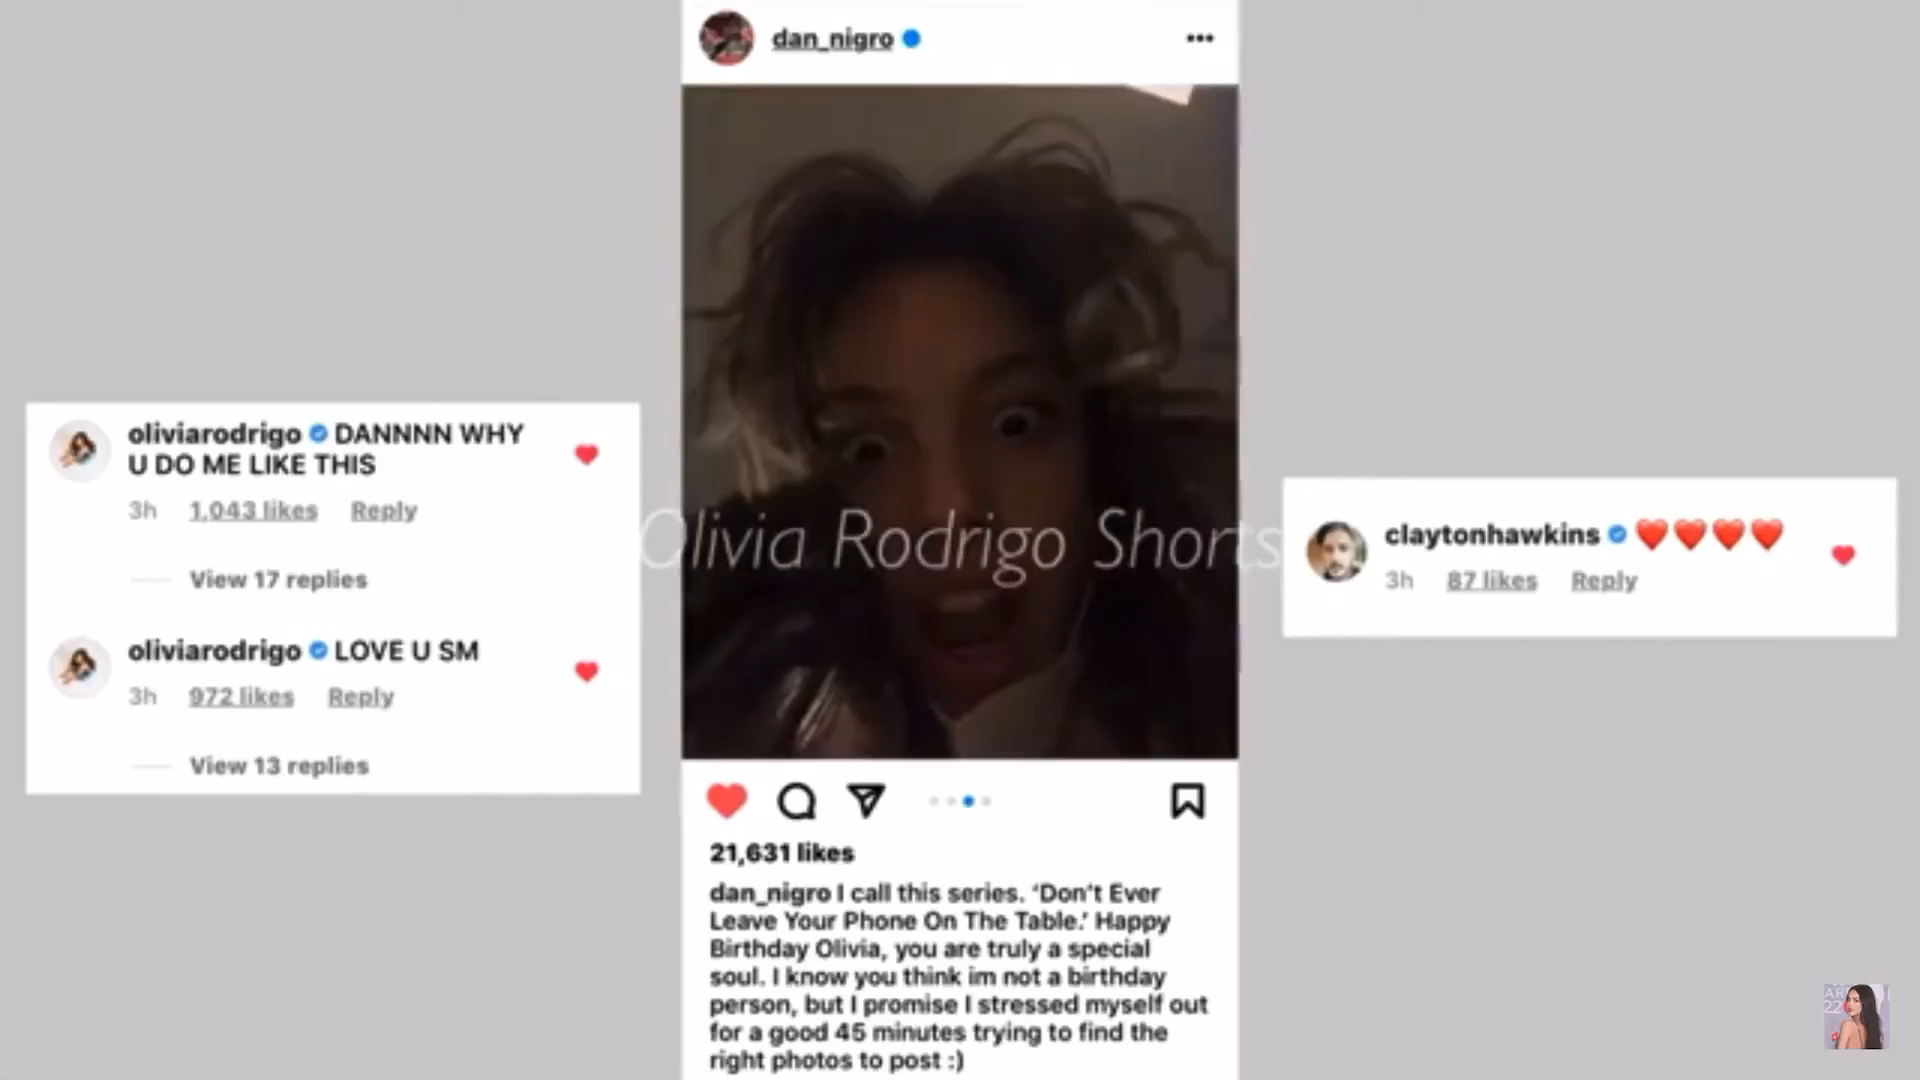 dan_nigro
oliviarodrigo DANNNN WHY
U DO ME LIKE THIS
3h 1,043 likes Reply
View 17 replies
oliviarodrigo LOVE U SM
3h 972 likes Reply
View 13 replies
Olivia Rodrigo Shorts
claytonhawkins ❤️❤️❤️❤️
3h 87 likes Reply
21,631 likes
dan_nigro I call this series. ‘Don’t Ever
Leave Your Phone On The Table.’ Happy
Birthday Olivia, you are truly a special
soul. I know you think im not a birthday
person, but I promise I stressed myself out
for a good 45 minutes trying to find the
right photos to post :)